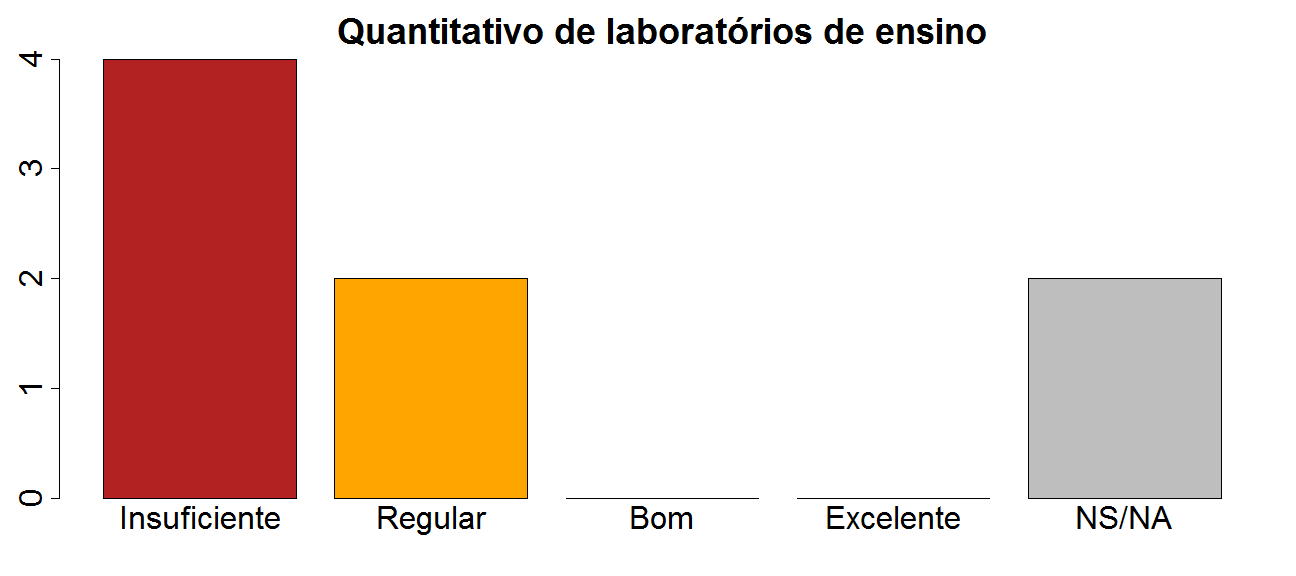 Quantitativo de laboratórios de ensino
4
3
2
1
0
Insuficiente Regular Bom Excelente NS/NA